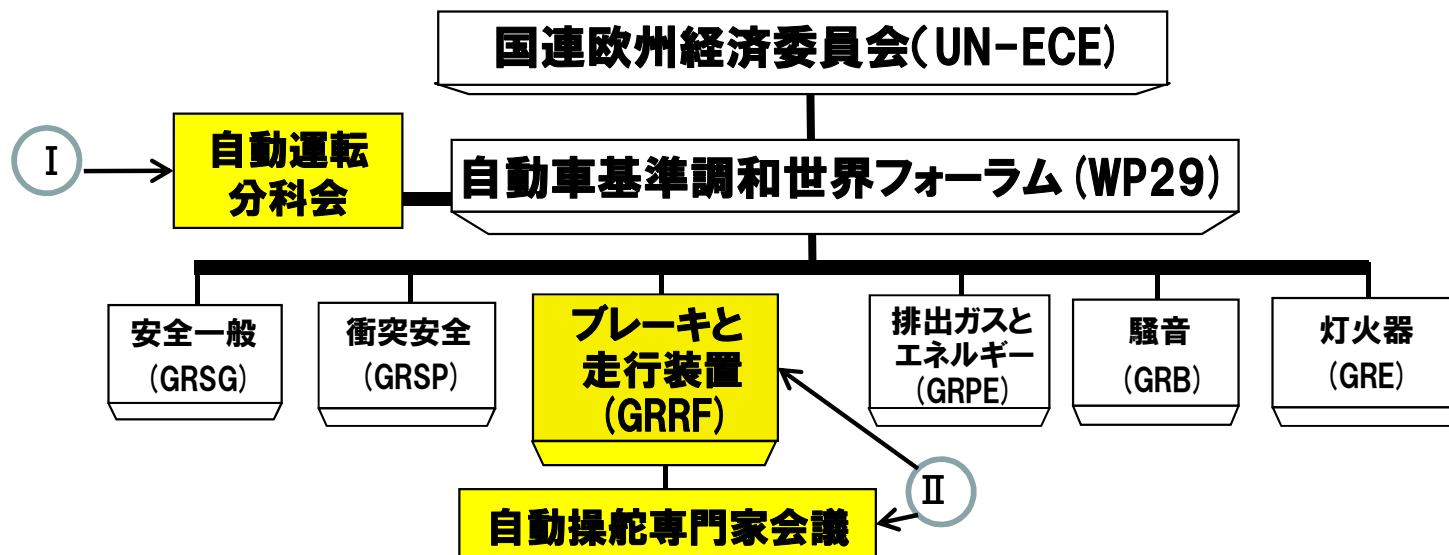 国連欧州経済委員会(UN-ECE)
Ⅰ
自動運転
分科会
自動車基準調和世界フォーラム(WP29)
安全一般
(GRSG)
衝突安全
(GRSP)
ブレーキと
走行装置
(GRRF)
排出ガスと
エネルギー
(GRPE)
騒音
(GRB)
灯火器
(GRE)
Ⅱ
自動操舵専門家会議